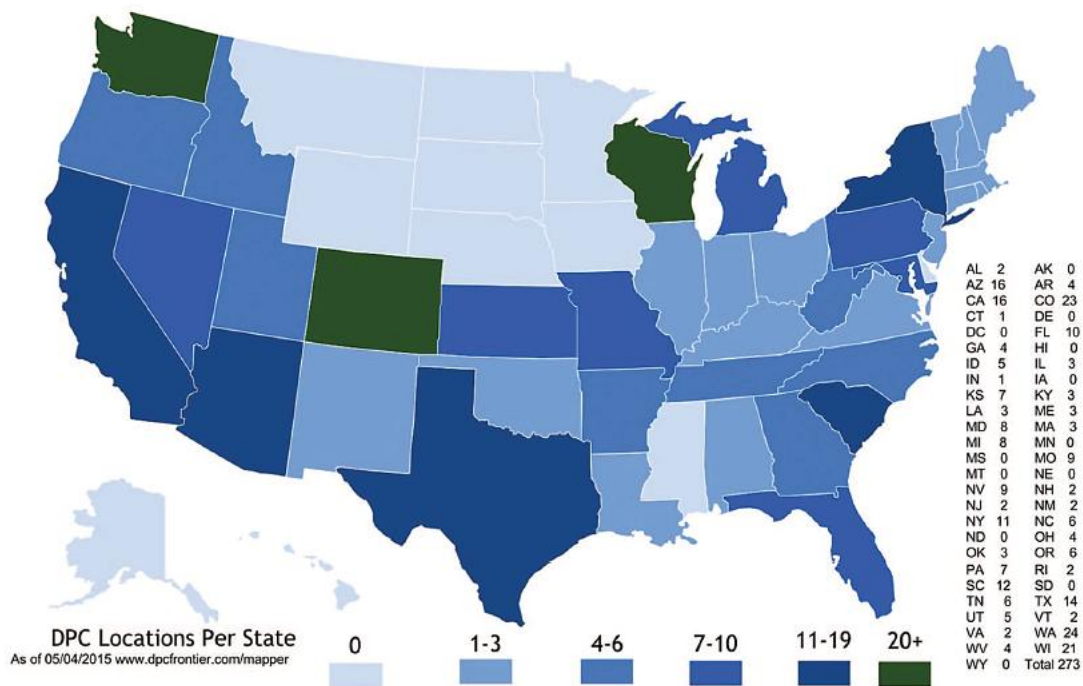 AL 2 AK 0
AZ 16 AR 4
CA 16 CO 23
CT 1 DE 0
DC 0 FL 10
GA 4 HI 0
ID 5 IL 3
IN 1 IA 0
KS 7 KY 3
LA 3 ME 3
MD 8 MA 3
MI 8 MN 0
MS 0 MO 9
MT 0 NE 0
NV 9 NH 2
NJ 2 NM 2
NY 11 NC 6
ND 0 OH 4
OK 3 OR 6
PA 7 RI 2
SC 12 SD 0
TN 6 TX 14
UT 5 VT 2
VA 2 WA 24
WV 4 WI 21
WY 0 Total 273
DPC Locations Per State
As of 05/04/2015 www.dpcfrontier.com/mapper
0 1-3 4-6 7-10 11-19 20+